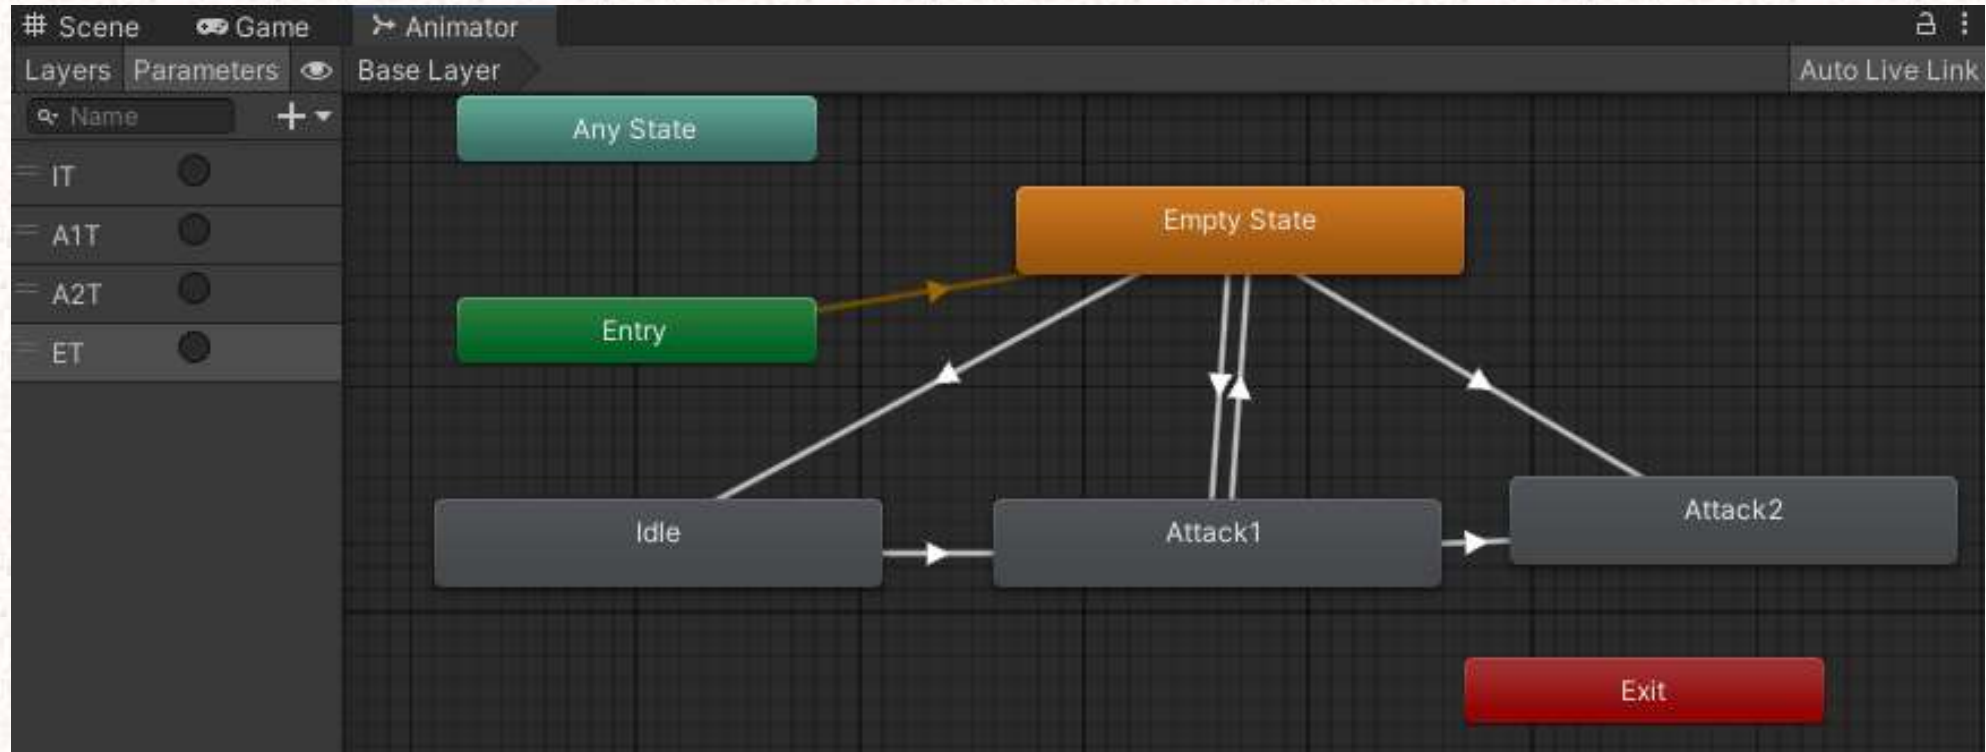 Scene Game Animator
Layers Parameters Base Layer Auto Live Link
Name
IT
A1T
A2T
ET
Any State
Empty State
Entry
Idle
Attack1
Attack2
Exit